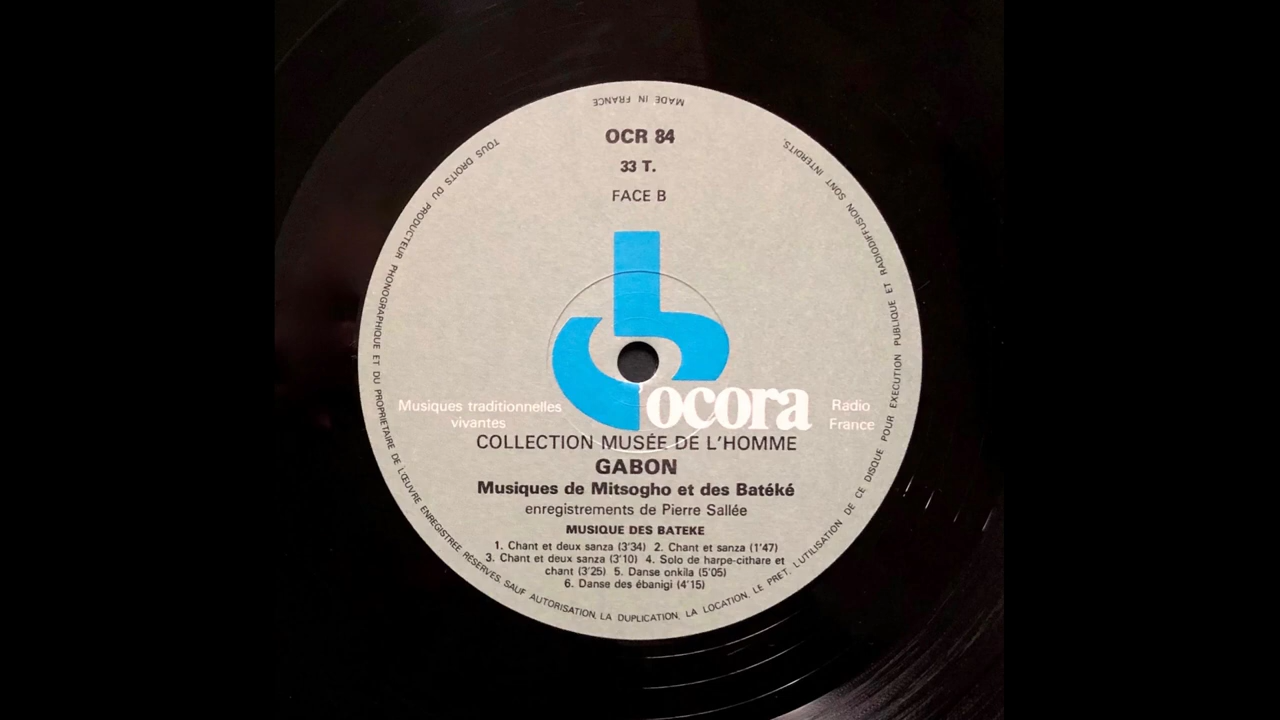 MADE IN FRANCE
OCR 84
33 T.
FACE B
ocora
Musiques traditionnelles
vivantes
Radio
France
COLLECTION MUSÉE DE L'HOMME
GABON
Musiques de Mitsogho et des Batéké
enregistrements de Pierre Sallée
MUSIQUE DES BATEKE
1. Chant et deux sanza (3'34) 2. Chant et sanza (1'47)
3. Chant et deux sanza (3'10) 4. Solo de harpe-cithare et
chant (3'25) 5. Danse onkila (5'05)
6. Danse des ébanigi (4'15)
TOUS DROITS DU PRODUCTEUR PHONOGRAPHIQUE ET DU PROPRIETAIRE DE L'ŒUVRE ENREGISTREE RÉSERVES. SAUF AUTORISATION, LA DUPLICATION, LA LOCATION, LE PRET, L'UTILISATION DE CE DISQUE POUR EXECUTION PUBLIQUE ET RADIODIFFUSION SONT INTERDITS.